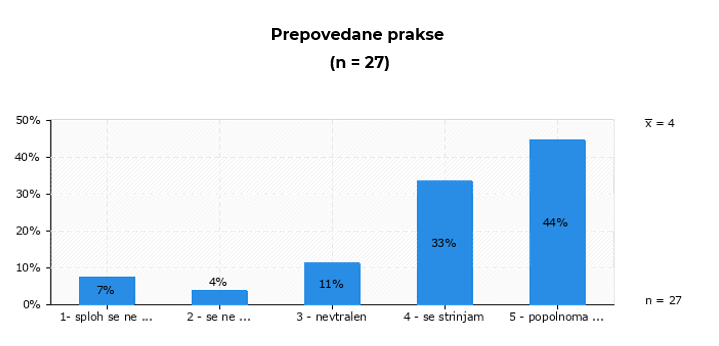 Prepovedane prakse
(n = 27)
50%
x̅ = 4
40%
30%
20%
10%
0%
7%
4%
11%
33%
44%
n = 27
1- sploh se ne ...
2 - se ne ...
3 - nevtralen
4 - se strinjam
5 - popolnoma ...